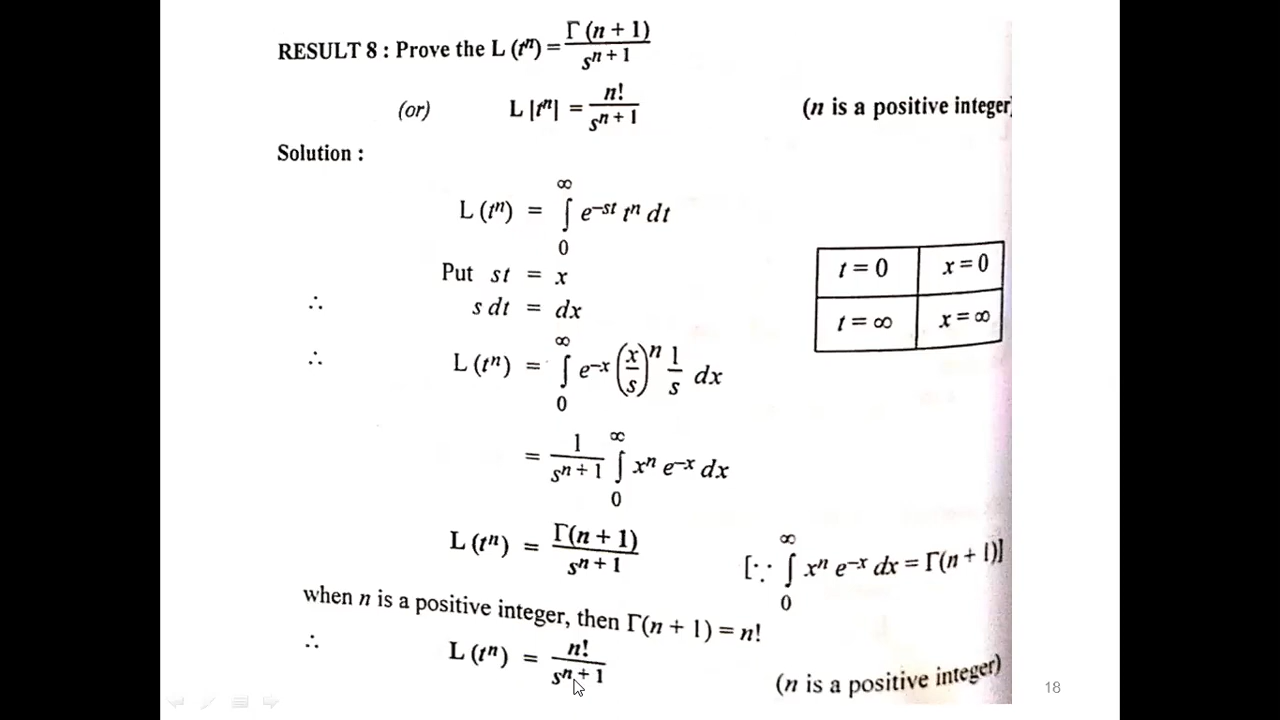 RESULT 8 : Prove the L (tⁿ) = Γ (n + 1) / sⁿ⁺¹
(or) L |tⁿ| = n! / sⁿ⁺¹ (n is a positive integer)
Solution :
L (tⁿ) = ∫₀^∞ e⁻ˢᵗ tⁿ dt
Put st = x
t = 0 x = 0
∴ s dt = dx
t = ∞ x = ∞
∴ L (tⁿ) = ∫₀^∞ e⁻ˣ (x/s)ⁿ 1/s dx
= 1 / sⁿ⁺¹ ∫₀^∞ xⁿ e⁻ˣ dx
L (tⁿ) = Γ(n + 1) / sⁿ⁺¹ [∵ ∫₀^∞ xⁿ e⁻ˣ dx = Γ(n + 1)]
when n is a positive integer, then Γ(n + 1) = n!
∴ L (tⁿ) = n! / sⁿ⁺¹ (n is a positive integer)
18